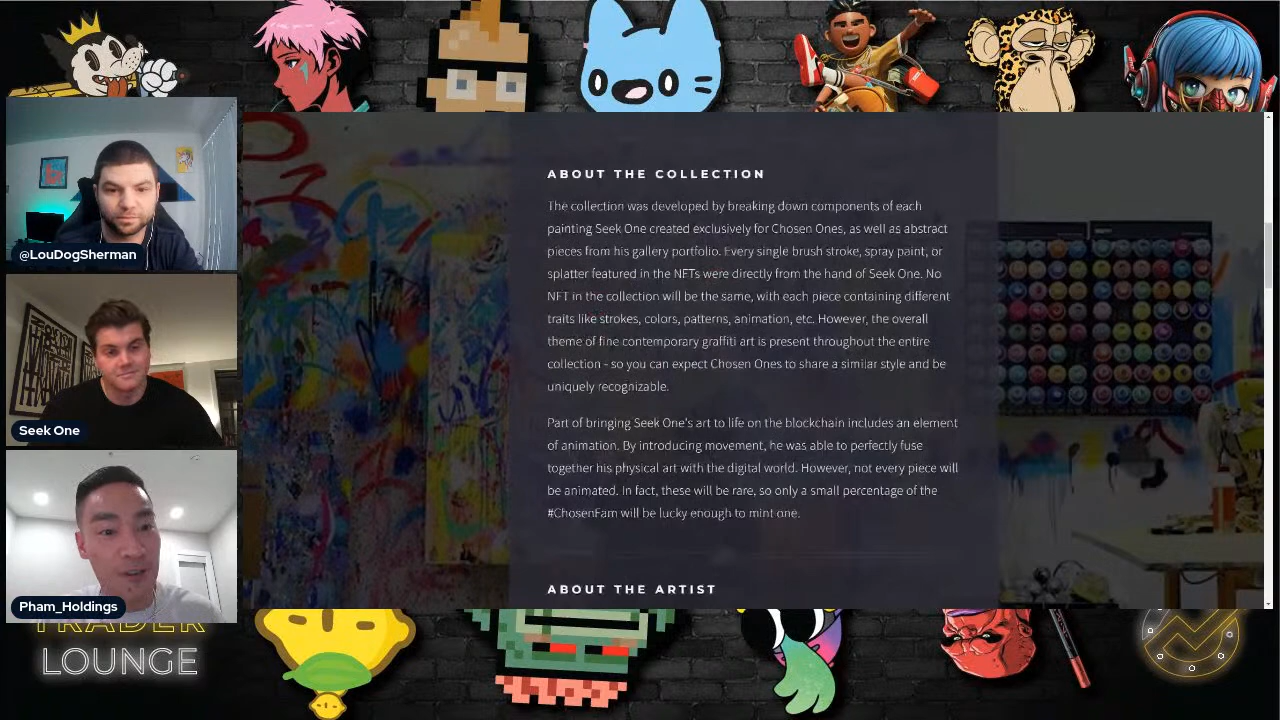 @LouDogSherman
Seek One
Pham_Holdings
TRADER
LOUNGE
ABOUT THE COLLECTION
The collection was developed by breaking down components of each
painting Seek One created exclusively for Chosen Ones, as well as abstract
pieces from his gallery portfolio. Every single brush stroke, spray paint, or
splatter featured in the NFTs were directly from the hand of Seek One. No
NFT in the collection will be the same, with each piece containing different
traits like strokes, colors, patterns, animation, etc. However, the overall
theme of fine contemporary graffiti art is present throughout the entire
collection - so you can expect Chosen Ones to share a similar style and be
uniquely recognizable.
Part of bringing Seek One's art to life on the blockchain includes an element
of animation. By introducing movement, he was able to perfectly fuse
together his physical art with the digital world. However, not every piece will
be animated. In fact, these will be rare, so only a small percentage of the
#ChosenFam will be lucky enough to mint one.
ABOUT THE ARTIST